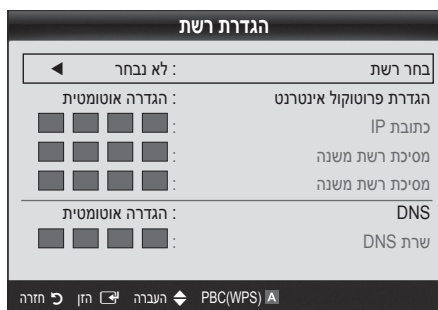 הגדרת רשת
בחר רשת : לא נבחר ◀
הגדרת פרוטוקול אינטרנט : הגדרה אוטומטית
כתובת IP :
מסיכת רשת משנה :
מסיכת רשת משנה :
DNS : הגדרה אוטומטית
שרת DNS :
A PBC(WPS) העברה הזן חזרה